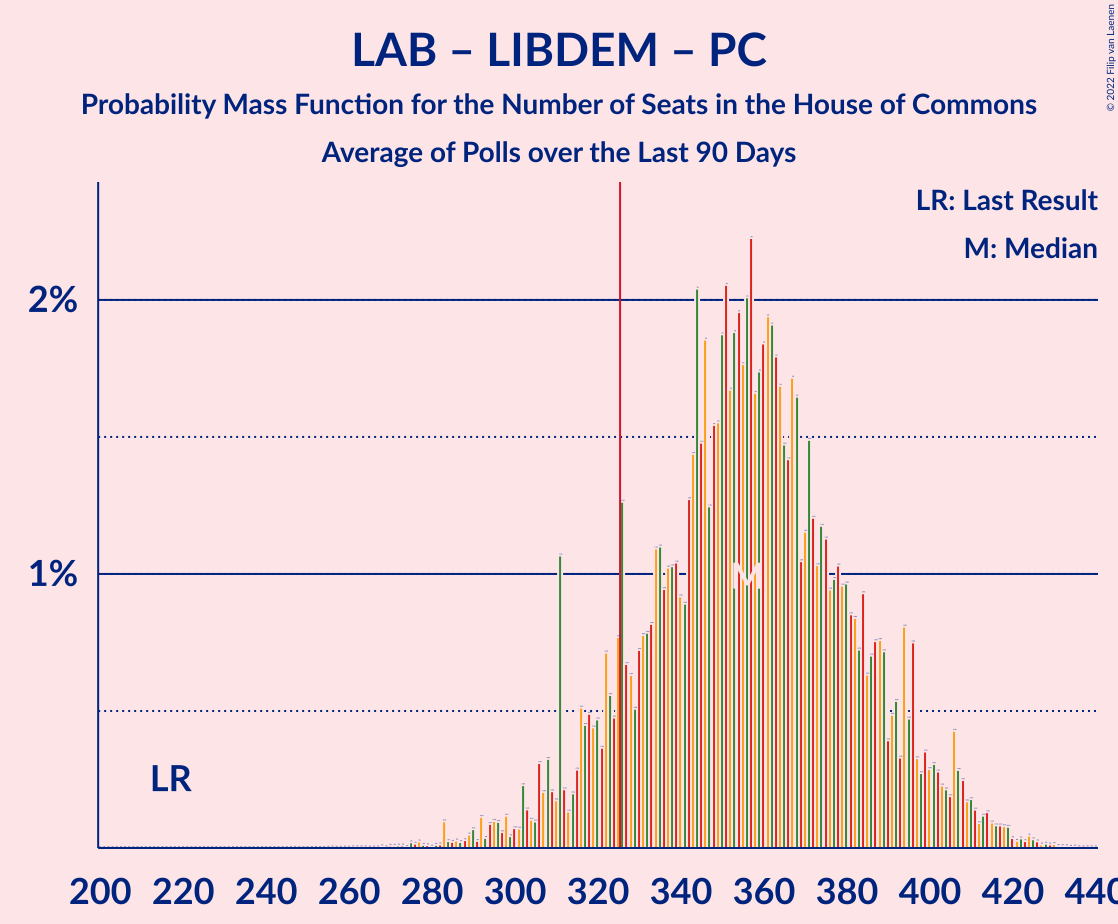 LAB – LIBDEM – PC
Probability Mass Function for the Number of Seats in the House of Commons
Average of Polls over the Last 90 Days
© 2022 Filip van Laenen
LR: Last Result
M: Median
2%
1%
M
LR
200 220 240 260 280 300 320 340 360 380 400 420 440